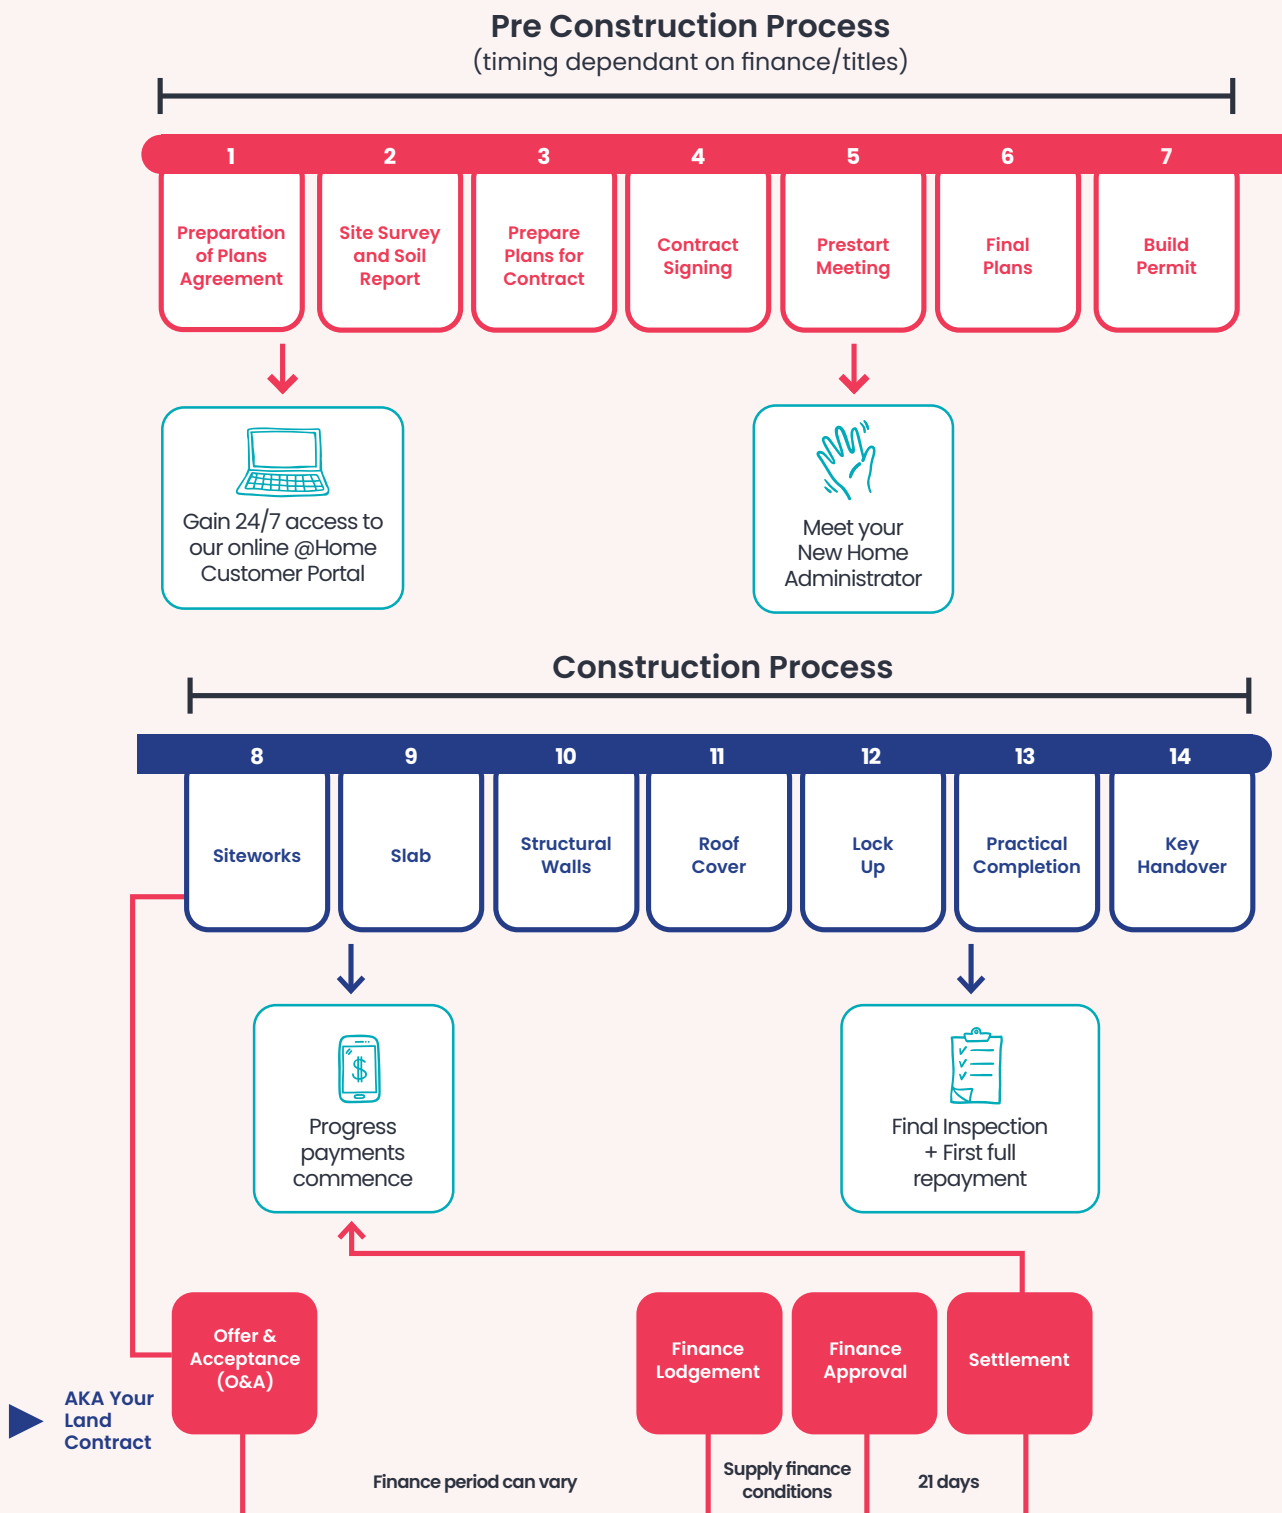 Pre Construction Process
(timing dependant on finance/titles)
1 2 3 4 5 6 7
Preparation
of Plans
Agreement
Site Survey
and Soil
Report
Prepare
Plans for
Contract
Contract
Signing
Prestart
Meeting
Final
Plans
Build
Permit
Gain 24/7 access to
our online @Home
Customer Portal
Meet your
New Home
Administrator
Construction Process
8 9 10 11 12 13 14
Siteworks
Slab
Structural
Walls
Roof
Cover
Lock
Up
Practical
Completion
Key
Handover
$
Progress
payments
commence
Final Inspection
+ First full
repayment
Offer &
Acceptance
(O&A)
Finance
Lodgement
Finance
Approval
Settlement
AKA Your
Land
Contract
Finance period can vary
Supply finance
conditions
21 days